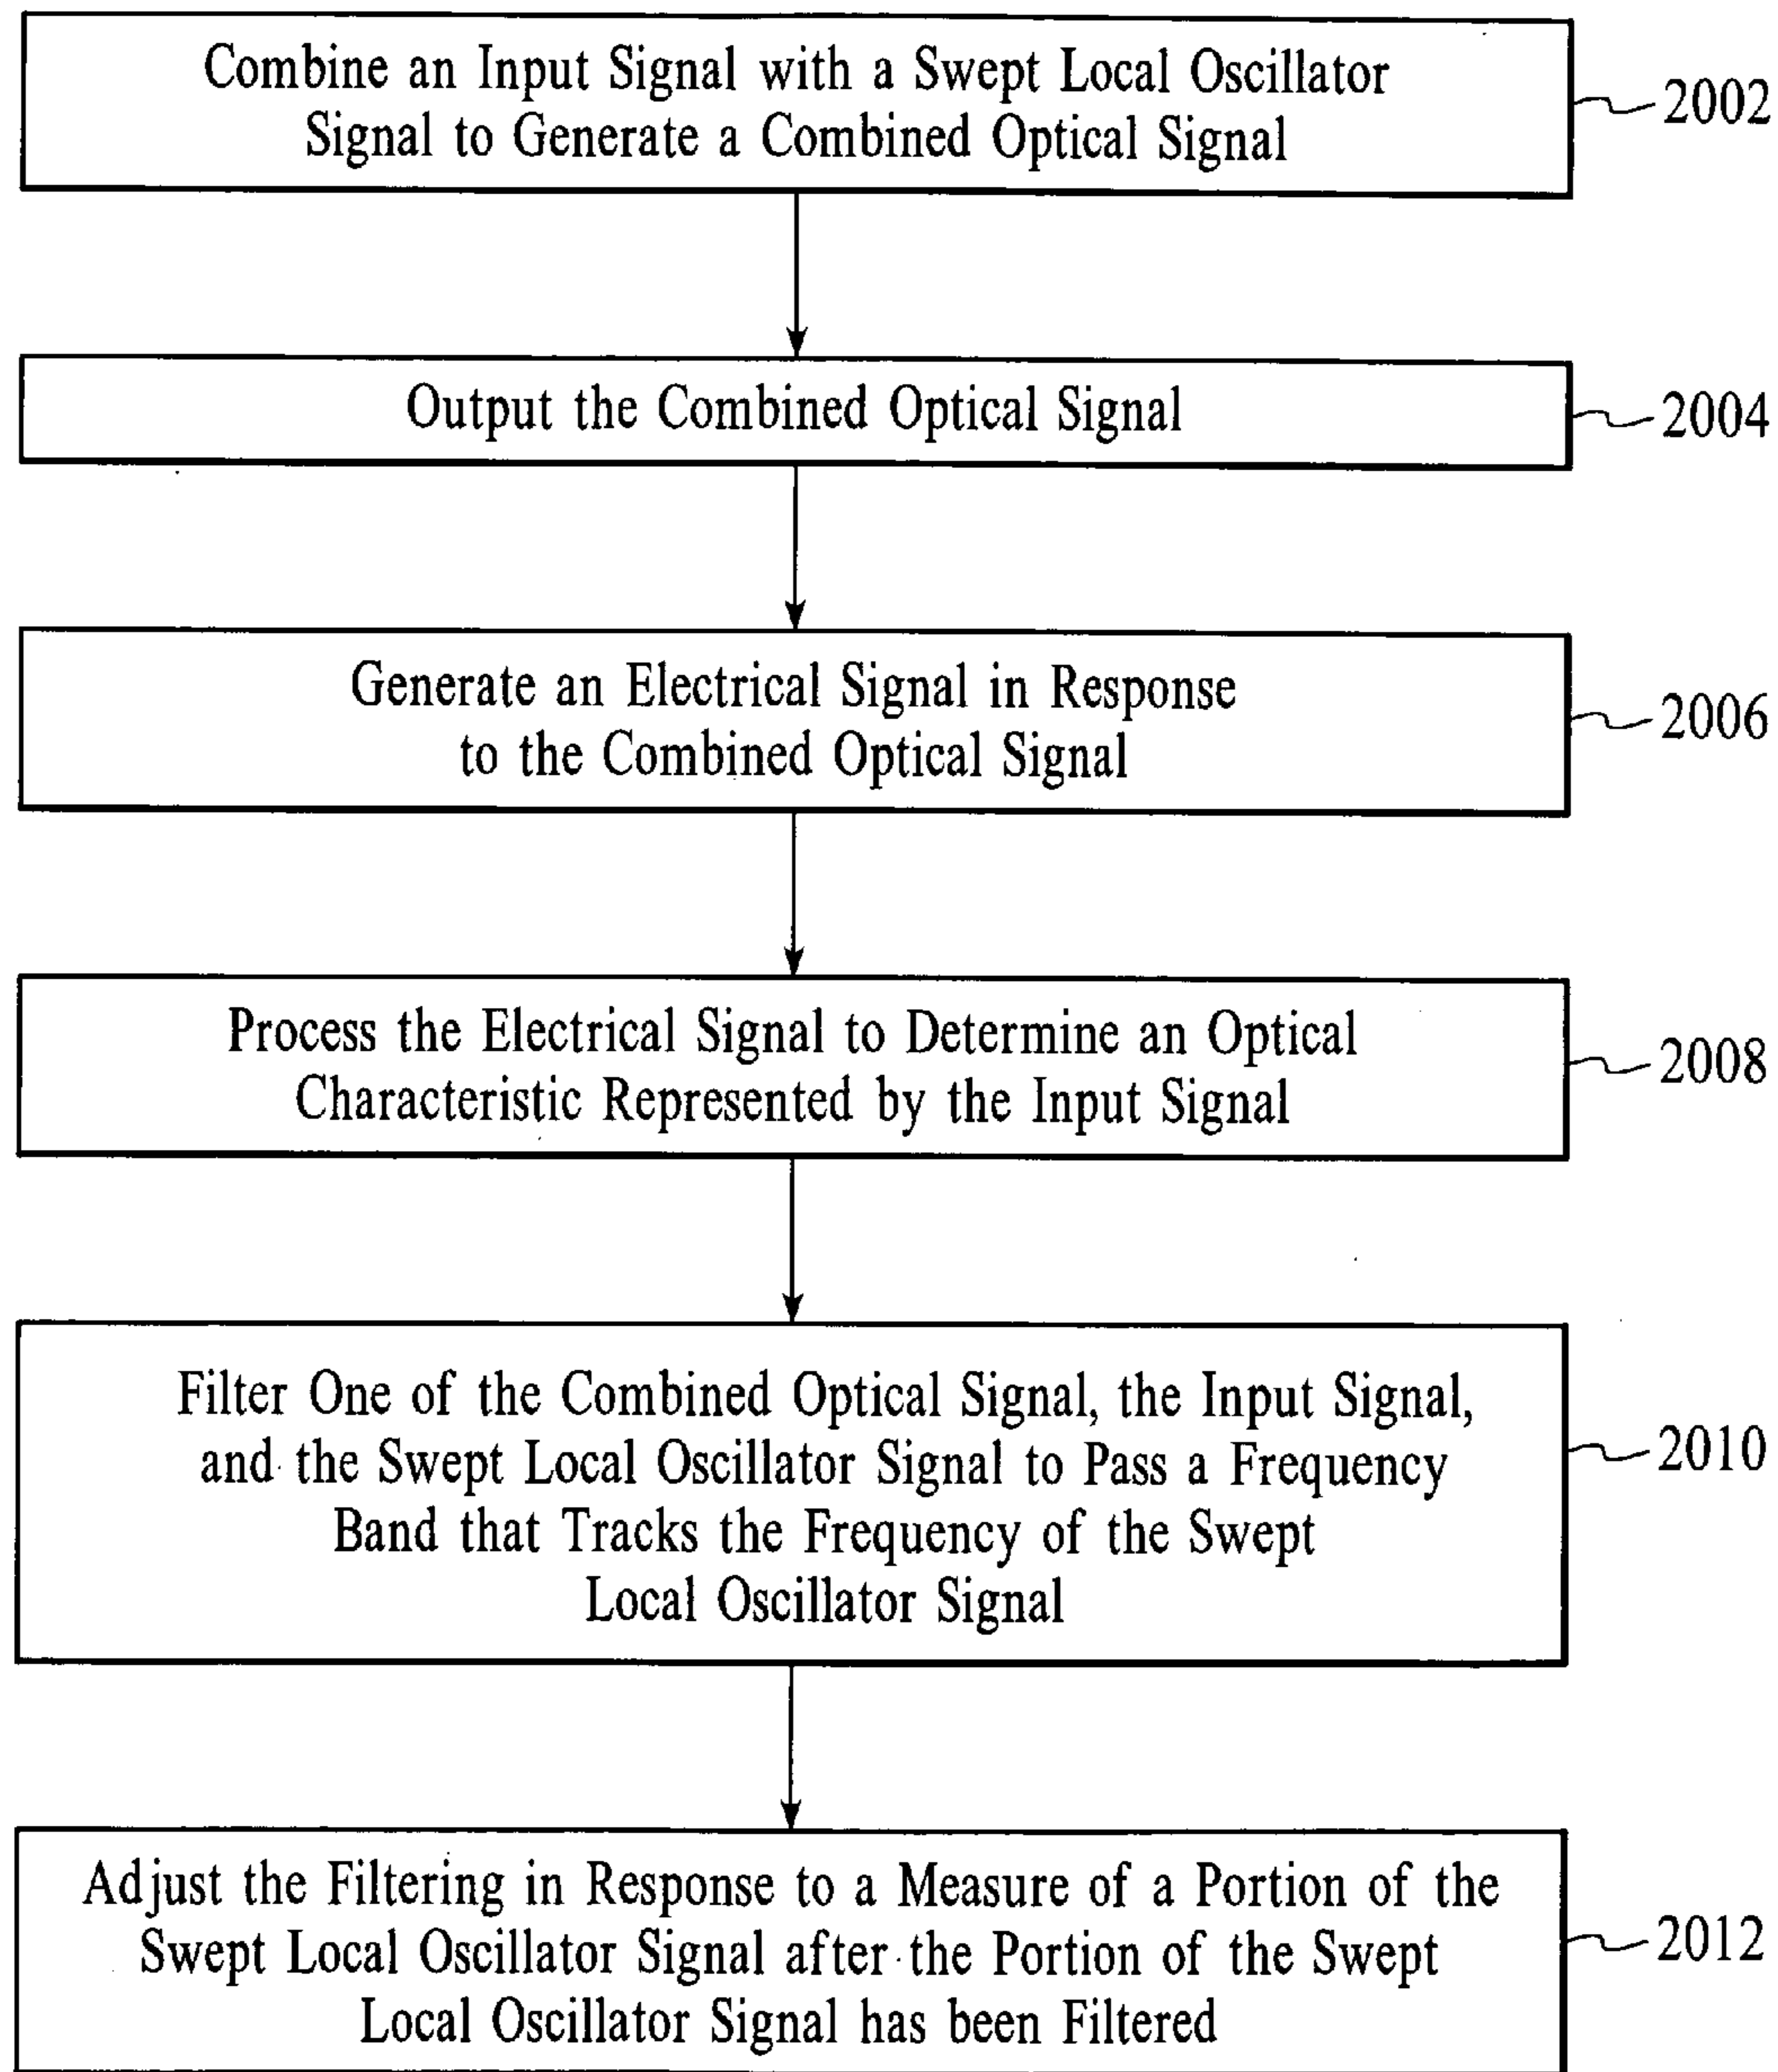 Combine an Input Signal with a Swept Local Oscillator
Signal to Generate a Combined Optical Signal
2002
Output the Combined Optical Signal
2004
Generate an Electrical Signal in Response
to the Combined Optical Signal
2006
Process the Electrical Signal to Determine an Optical
Characteristic Represented by the Input Signal
2008
Filter One of the Combined Optical Signal, the Input Signal,
and the Swept Local Oscillator Signal to Pass a Frequency
Band that Tracks the Frequency of the Swept
Local Oscillator Signal
2010
Adjust the Filtering in Response to a Measure of a Portion of the
Swept Local Oscillator Signal after the Portion of the Swept
Local Oscillator Signal has been Filtered
2012